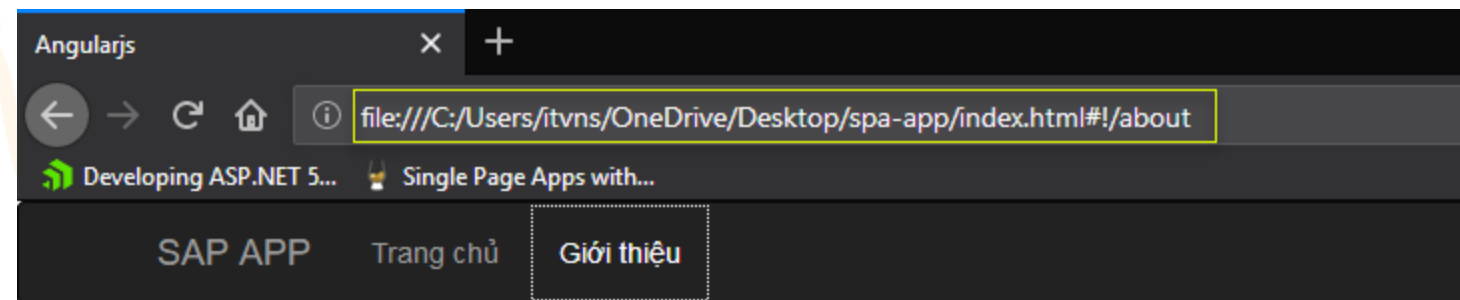 Angularjs
file:///C:/Users/itvns/OneDrive/Desktop/spa-app/index.html#!/about
Developing ASP.NET 5... Single Page Apps with...
SAP APP Trang chủ Giới thiệu